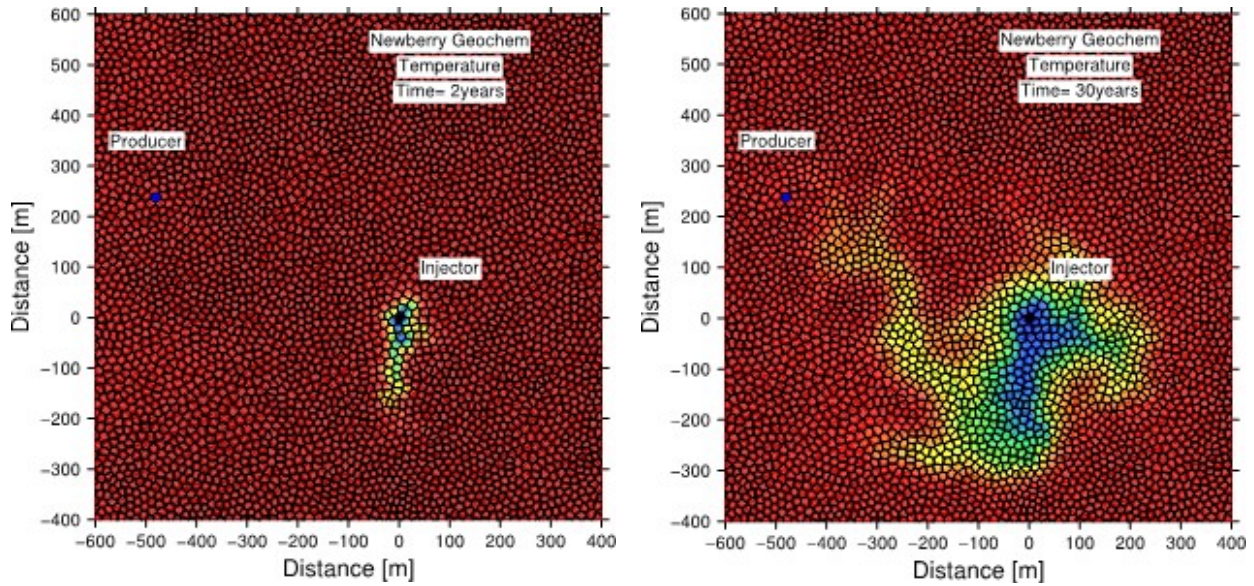 600
500
400
300
200
100
0
−100
−200
−300
−400
Distance [m]
−600 −500 −400 −300 −200 −100 0 100 200 300 400
Distance [m]
Newberry Geochem
Temperature
Time= 2years
Producer
Injector
600
500
400
300
200
100
0
−100
−200
−300
−400
Distance [m]
−600 −500 −400 −300 −200 −100 0 100 200 300 400
Distance [m]
Newberry Geochem
Temperature
Time= 30years
Producer
Injector